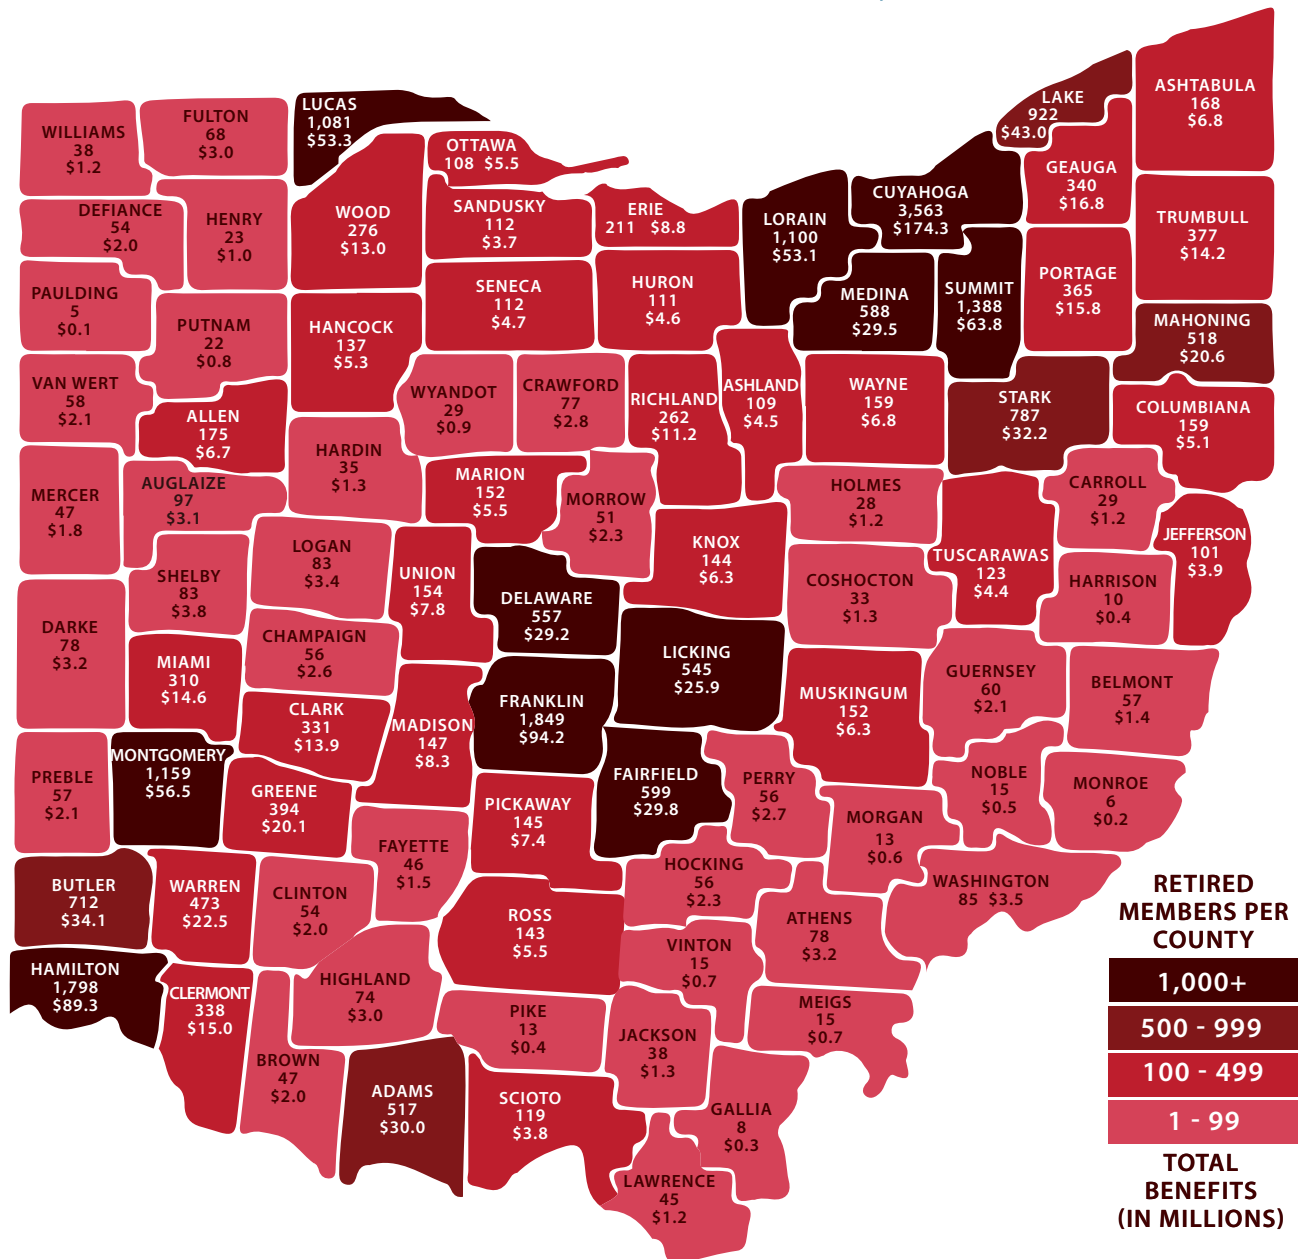 WILLIAMS
38
$1.2
FULTON
68
$3.0
LUCAS
1,081
$53.3
OTTAWA
108 $5.5
LAKE
922
$43.0
ASHTABULA
168
$6.8
DEFIANCE
54
$2.0
HENRY
23
$1.0
WOOD
276
$13.0
SANDUSKY
112
$3.7
ERIE
211 $8.8
LORAIN
1,100
$53.1
CUYAHOGA
3,563
$174.3
GEAUGA
340
$16.8
TRUMBULL
377
$14.2
PAULDING
5
$0.1
PUTNAM
22
$0.8
HANCOCK
137
$5.3
SENECA
112
$4.7
HURON
111
$4.6
MEDINA
588
$29.5
SUMMIT
1,388
$63.8
PORTAGE
365
$15.8
MAHONING
518
$20.6
VAN WERT
58
$2.1
ALLEN
175
$6.7
WYANDOT
29
$0.9
CRAWFORD
77
$2.8
RICHLAND
262
$11.2
ASHLAND
109
$4.5
WAYNE
159
$6.8
STARK
787
$32.2
COLUMBIANA
159
$5.1
MERCER
47
$1.8
AUGLAIZE
97
$3.1
HARDIN
35
$1.3
MARION
152
$5.5
MORROW
51
$2.3
HOLMES
28
$1.2
CARROLL
29
$1.2
JEFFERSON
101
$3.9
SHELBY
83
$3.8
LOGAN
83
$3.4
UNION
154
$7.8
DELAWARE
557
$29.2
KNOX
144
$6.3
COSHOCTON
33
$1.3
TUSCARAWAS
123
$4.4
HARRISON
10
$0.4
DARKE
78
$3.2
MIAMI
310
$14.6
CHAMPAIGN
56
$2.6
LICKING
545
$25.9
GUERNSEY
60
$2.1
BELMONT
57
$1.4
CLARK
331
$13.9
MADISON
147
$8.3
FRANKLIN
1,849
$94.2
MUSKINGUM
152
$6.3
PREBLE
57
$2.1
MONTGOMERY
1,159
$56.5
GREENE
394
$20.1
PICKAWAY
145
$7.4
FAIRFIELD
599
$29.8
PERRY
56
$2.7
MORGAN
13
$0.6
NOBLE
15
$0.5
MONROE
6
$0.2
BUTLER
712
$34.1
WARREN
473
$22.5
CLINTON
54
$2.0
FAYETTE
46
$1.5
ROSS
143
$5.5
HOCKING
56
$2.3
ATHENS
78
$3.2
WASHINGTON
85 $3.5
HAMILTON
1,798
$89.3
CLERMONT
338
$15.0
HIGHLAND
74
$3.0
PIKE
13
$0.4
VINTON
15
$0.7
MEIGS
15
$0.7
BROWN
47
$2.0
ADAMS
517
$30.0
SCIOTO
119
$3.8
JACKSON
38
$1.3
GALLIA
8
$0.3
LAWRENCE
45
$1.2
RETIRED
MEMBERS PER
COUNTY
1,000+
500 - 999
100 - 499
1 - 99
TOTAL
BENEFITS
(IN MILLIONS)